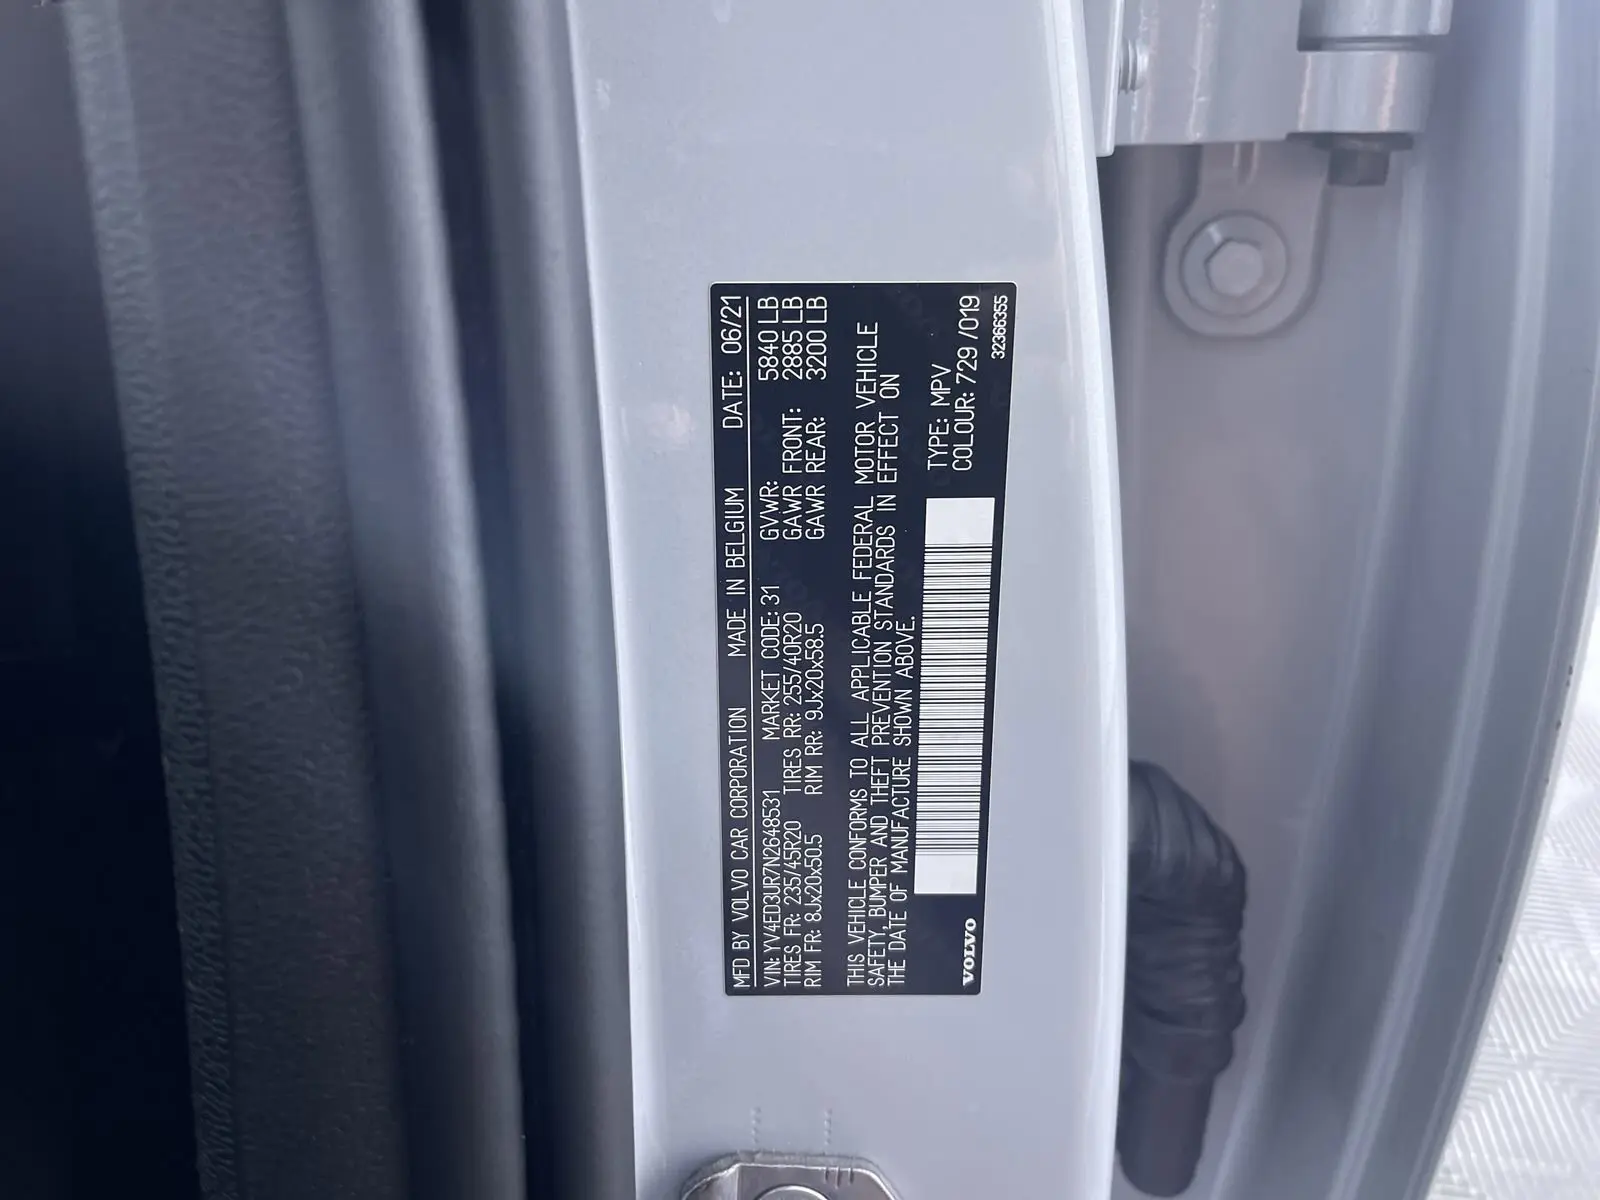 MFD BY VOLVO CAR CORPORATION MADE IN BELGIUM DATE: 06/21
VIN: YV4ED3UR7N2648531 MARKET CODE: 31 GVWR: 5840 LB
TIRES FR: 235/45R20 TIRES RR: 255/40R20 GAWR FRONT: 2885 LB
RIM FR: 8Jx20x50.5 RIM RR: 9Jx20x58.5 GAWR REAR: 3200 LB
THIS VEHICLE CONFORMS TO ALL APPLICABLE FEDERAL MOTOR VEHICLE
SAFETY, BUMPER AND THEFT PREVENTION STANDARDS IN EFFECT ON
THE DATE OF MANUFACTURE SHOWN ABOVE.
TYPE: MPV
COLOUR: 729 /019
VOLVO
32366355